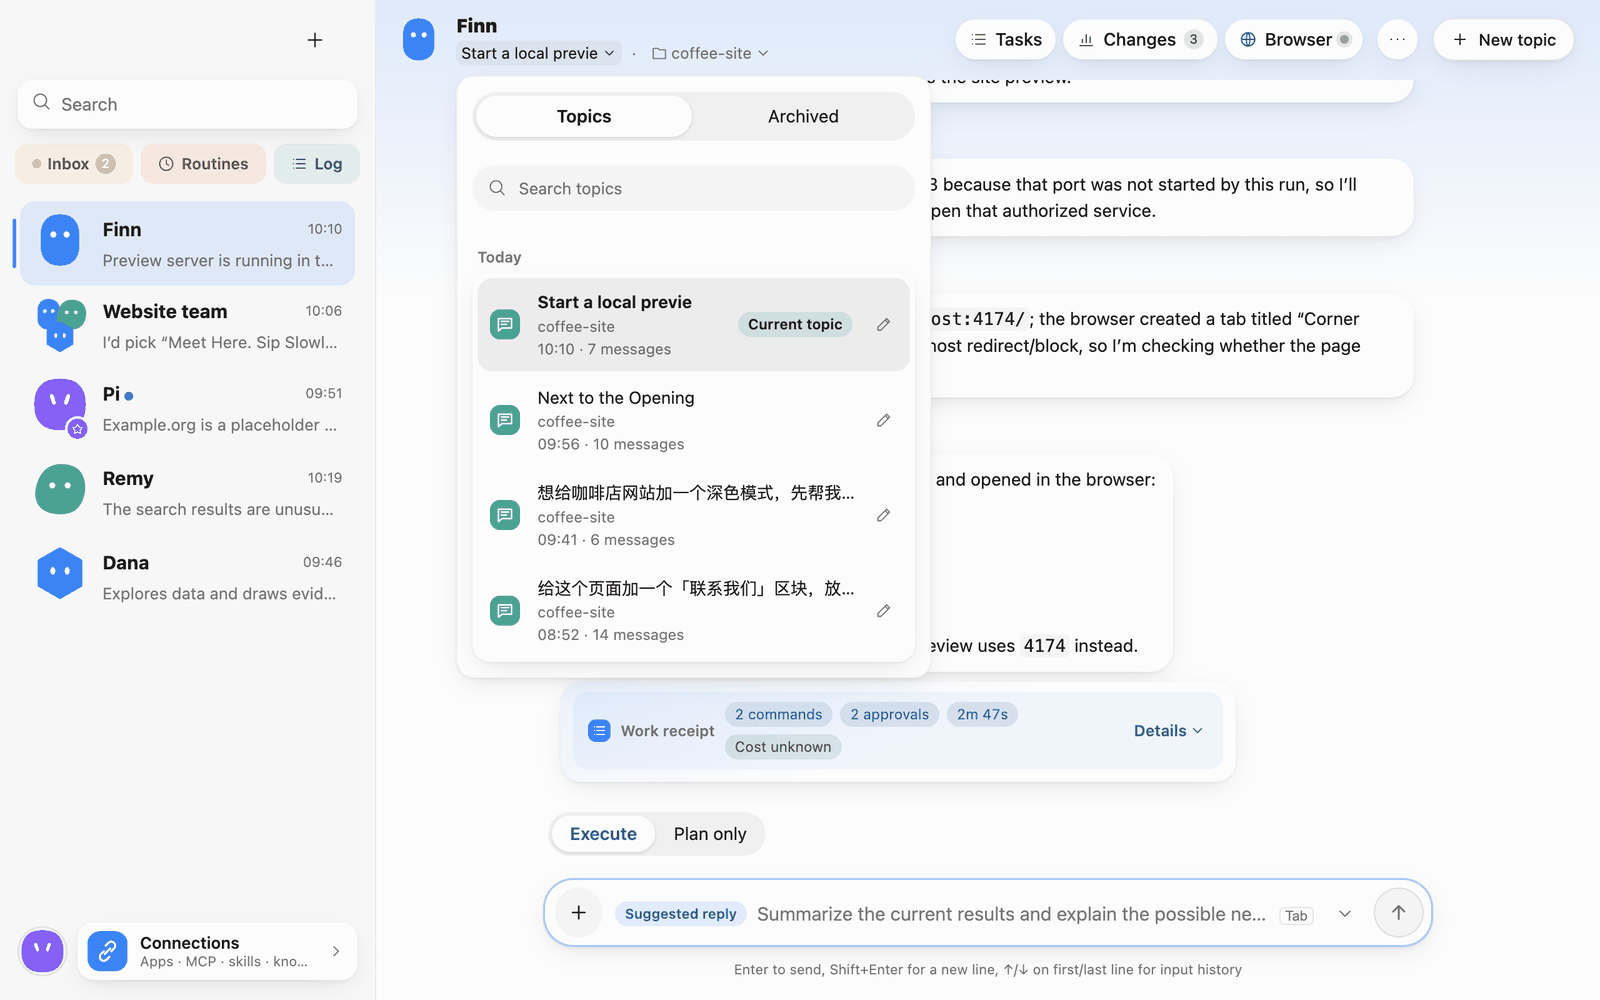 Search
Inbox 2
Routines
Log
Finn
10:10
Preview server is running in t...
Website team
10:06
I'd pick “Meet Here. Sip Slowl...
Pi
09:51
Example.org is a placeholder ...
Remy
10:19
The search results are unusu...
Dana
09:46
Explores data and draws evid...
Connections
Apps · MCP · skills · kno...
Finn
Start a local previe
· coffee-site
Tasks
Changes 3
Browser
New topic
Topics
Archived
Search topics
Today
Start a local previe
coffee-site
10:10 · 7 messages
Current topic
Next to the Opening
coffee-site
09:56 · 10 messages
想给咖啡店网站加一个深色模式，先帮我...
coffee-site
09:41 · 6 messages
给这个页面加一个「联系我们」区块，放...
coffee-site
08:52 · 14 messages
s the site preview.
because that port was not started by this run, so I'll
pen that authorized service.
ost:4174/ ; the browser created a tab titled “Corner
host redirect/block, so I'm checking whether the page
and opened in the browser:
eview uses 4174 instead.
Work receipt
2 commands
2 approvals
2m 47s
Cost unknown
Details
Execute
Plan only
Suggested reply
Summarize the current results and explain the possible ne...
Tab
Enter to send, Shift+Enter for a new line, ↑/↓ on first/last line for input history